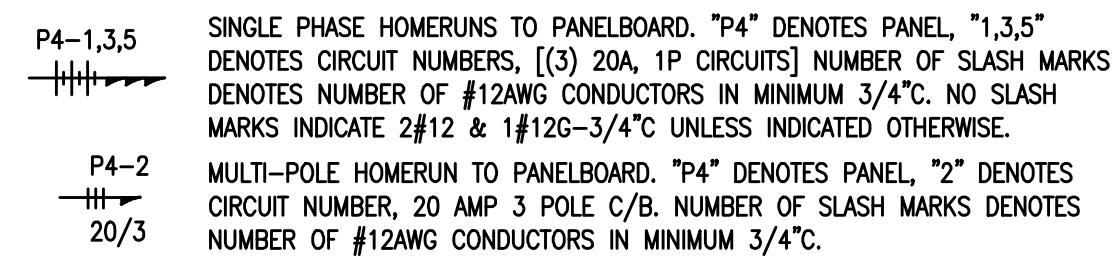 P4-1,3,5
SINGLE PHASE HOMERUNS TO PANELBOARD. "P4" DENOTES PANEL, "1,3,5"
DENOTES CIRCUIT NUMBERS, [(3) 20A, 1P CIRCUITS] NUMBER OF SLASH MARKS
DENOTES NUMBER OF #12AWG CONDUCTORS IN MINIMUM 3/4"C. NO SLASH
MARKS INDICATE 2#12 & 1#12G-3/4"C UNLESS INDICATED OTHERWISE.
P4-2
20/3
MULTI-POLE HOMERUN TO PANELBOARD. "P4" DENOTES PANEL, "2" DENOTES
CIRCUIT NUMBER, 20 AMP 3 POLE C/B. NUMBER OF SLASH MARKS DENOTES
NUMBER OF #12AWG CONDUCTORS IN MINIMUM 3/4"C.